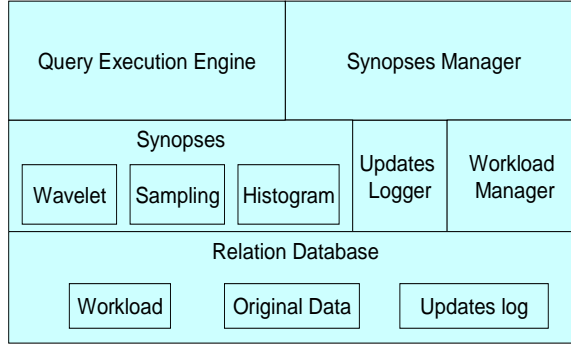 Query Execution Engine
Synopses Manager
Synopses
Wavelet
Sampling
Histogram
Updates
Logger
Workload
Manager
Relation Database
Workload
Original Data
Updates log